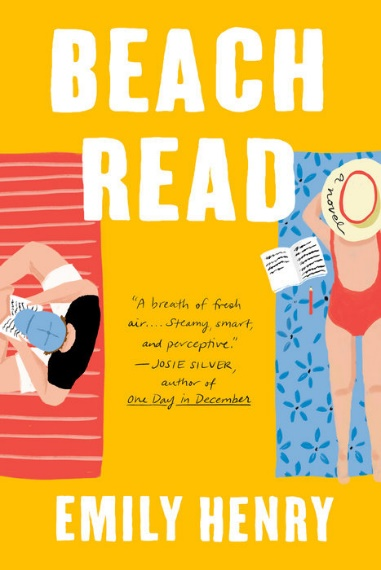 BEACH
READ
a novel
"A breath of fresh
air.... Steamy, smart,
and perceptive."
— JOSIE SILVER,
author of
One Day in December
EMILY HENRY